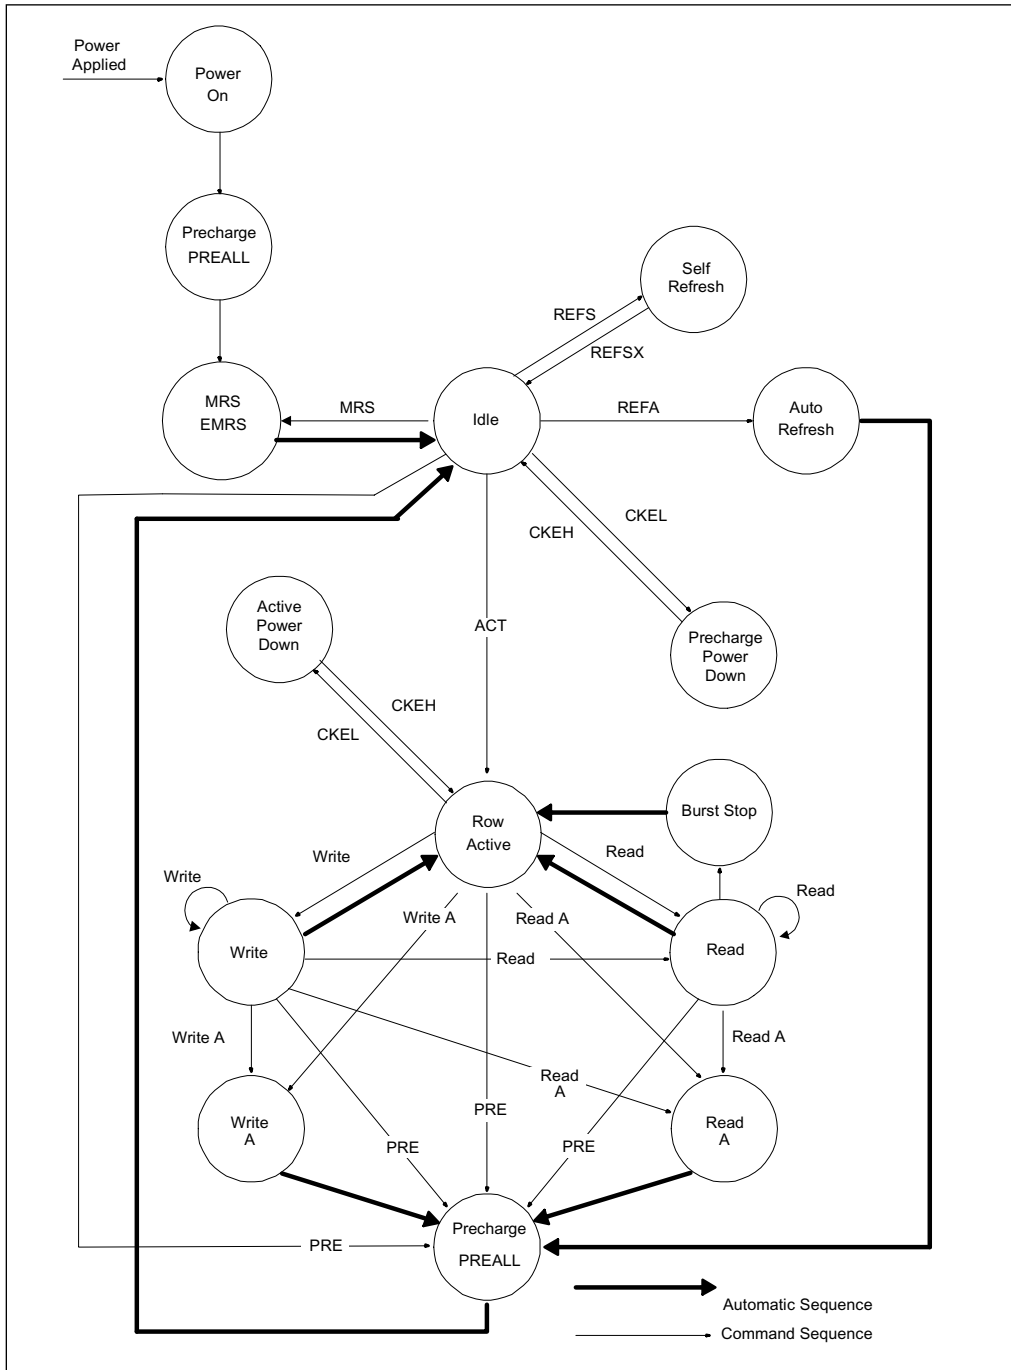 Power
Applied
Power
On
Precharge
PREALL
Self
Refresh
REFS
REFSX
MRS
EMRS
MRS
Idle
REFA
Auto
Refresh
CKEL
CKEH
Active
Power
Down
ACT
Precharge
Power
Down
CKEH
CKEL
Burst Stop
Row
Active
Write
Read
Write
Read
Write A
Read A
Write
Read
Read
Write A
Read A
Read
A
Write
A
PRE
Read
A
PRE
PRE
Precharge
PREALL
PRE
Automatic Sequence
Command Sequence